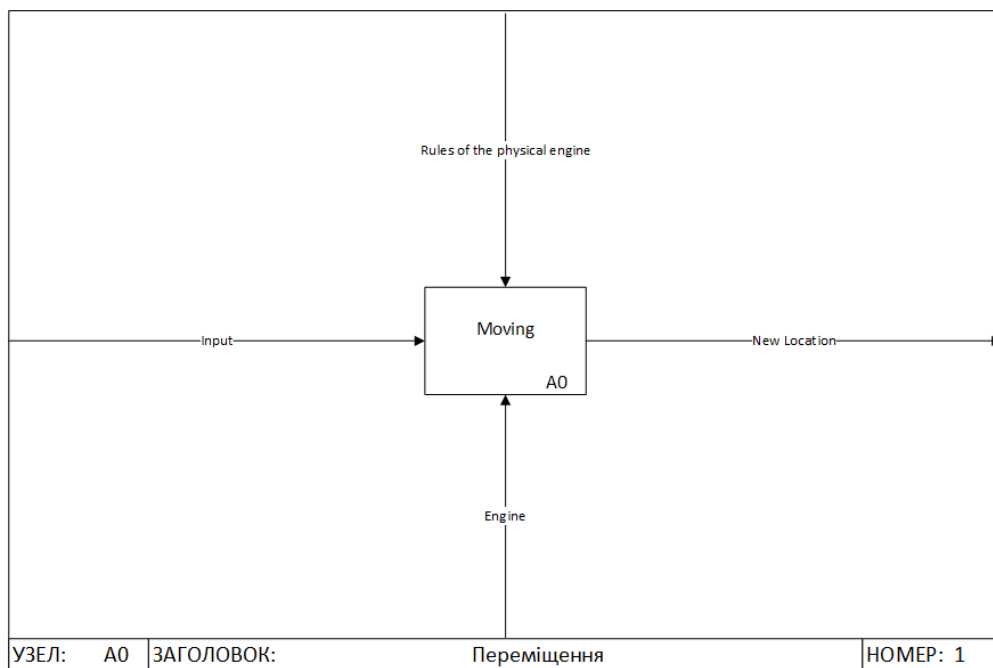 Rules of the physical engine
Moving
Input
New Location
A0
Engine
УЗЕЛ: A0 ЗАГОЛОВОК: Переміщення НОМЕР: 1